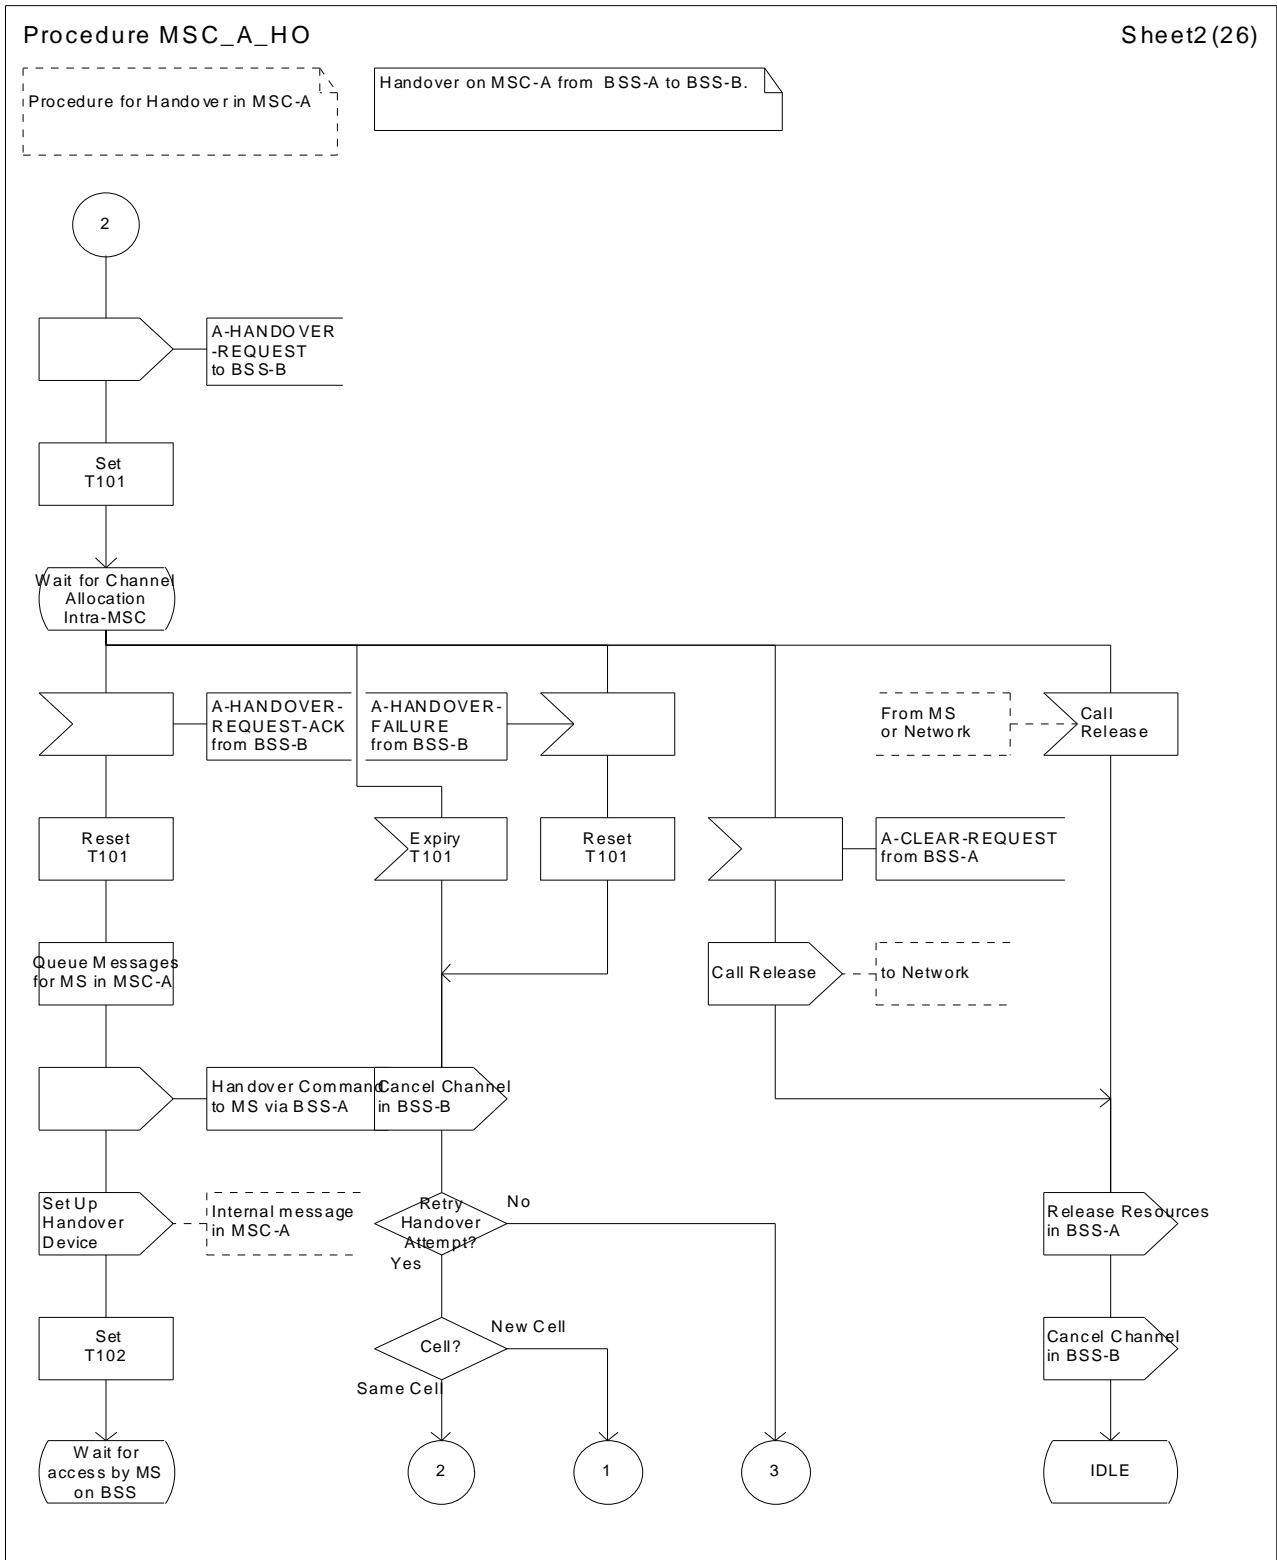 Procedure MSC_A_HO
Sheet2(26)
Procedure for Handover in MSC-A
Handover on MSC-A from BSS-A to BSS-B.
2
A-HANDOVER
-REQUEST
to BSS-B
Set
T101
Wait for Channel
Allocation
Intra-MSC
A-HANDOVER-
REQUEST-ACK
from BSS-B
A-HANDOVER-
FAILURE
from BSS-B
From MS
or Network
Call
Release
Reset
T101
Expiry
T101
Reset
T101
A-CLEAR-REQUEST
from BSS-A
Queue Messages
for MS in MSC-A
Call Release
to Network
Handover Command
to MS via BSS-A
Cancel Channel
in BSS-B
Set Up
Handover
Device
Internal message
in MSC-A
Retry
Handover
Attempt?
No
Yes
Release Resources
in BSS-A
Set
T102
Cell?
New Cell
Same Cell
Cancel Channel
in BSS-B
Wait for
access by MS
on BSS
2
1
3
IDLE